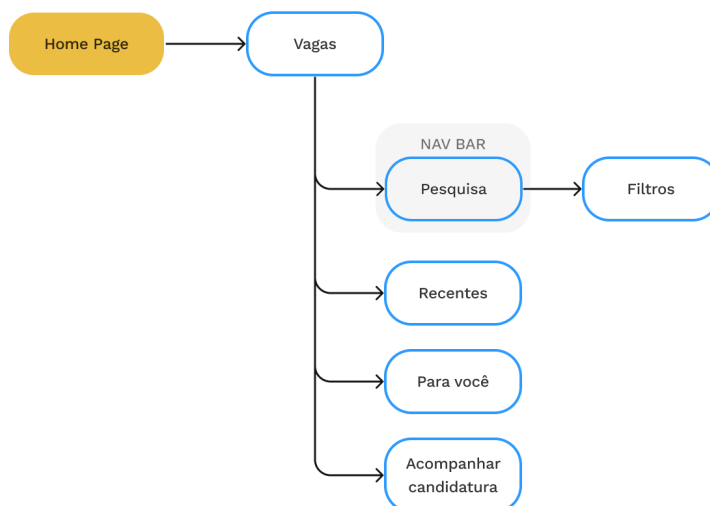 Home Page
Vagas
NAV BAR
Pesquisa
Filtros
Recentes
Para você
Acompanhar
candidatura